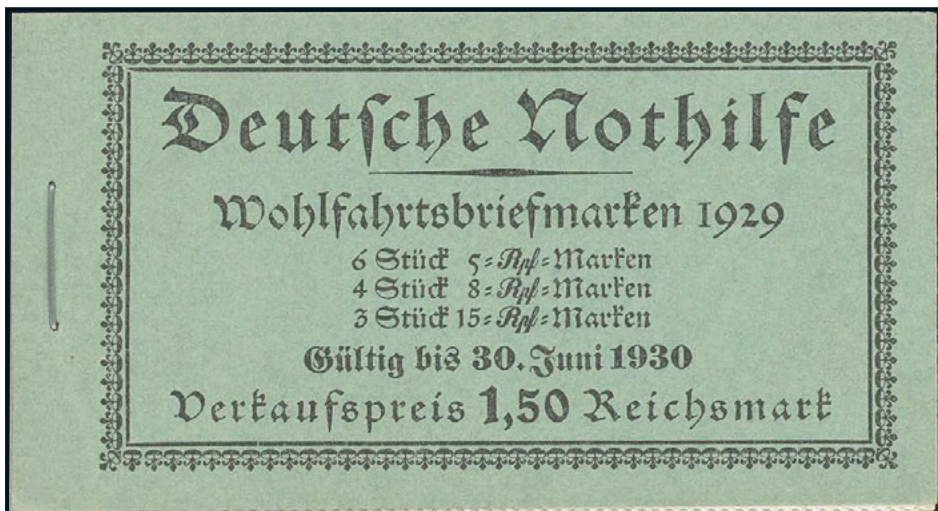 Deutsche Nothilfe
Wohlfahrtsbriefmarken 1929
6 Stück 5=Rpf=Marken
4 Stück 8=Rpf=Marken
3 Stück 15=Rpf=Marken
Gültig bis 30. Juni 1930
Verkaufspreis 1,50 Reichsmark